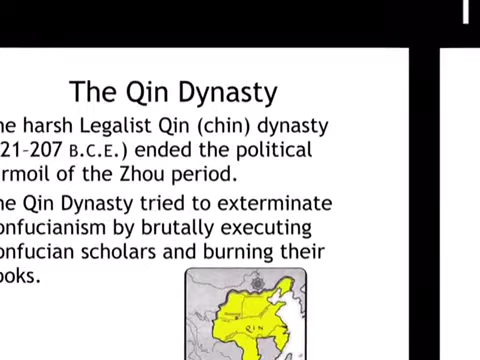 The Qin Dynasty
he harsh Legalist Qin (chin) dynasty
21–207 B.C.E.) ended the political
rmoil of the Zhou period.
he Qin Dynasty tried to exterminate
onfucianism by brutally executing
onfucian scholars and burning their
ooks.
QIN